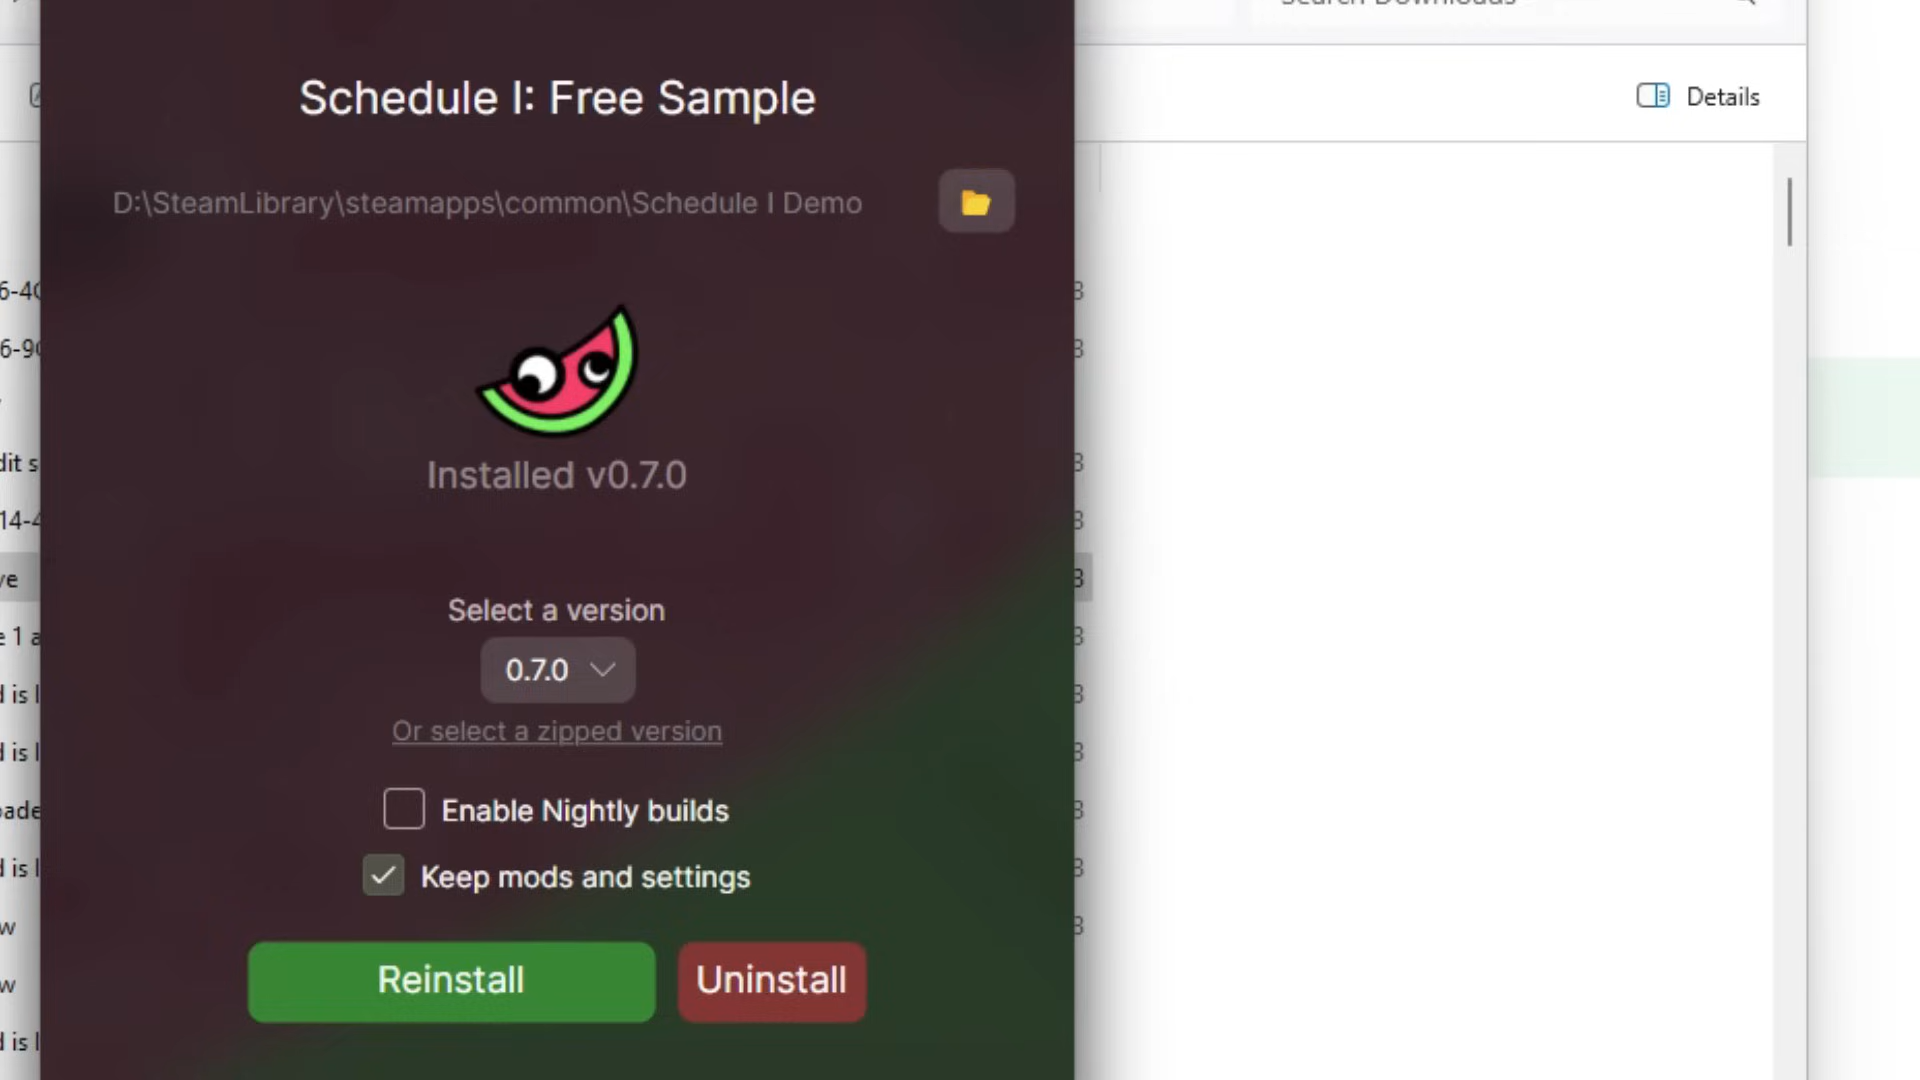 Schedule I: Free Sample
Details
D:\SteamLibrary\steamapps\common\Schedule I Demo
Installed v0.7.0
Select a version
0.7.0
Or select a zipped version
Enable Nightly builds
Keep mods and settings
Reinstall
Uninstall